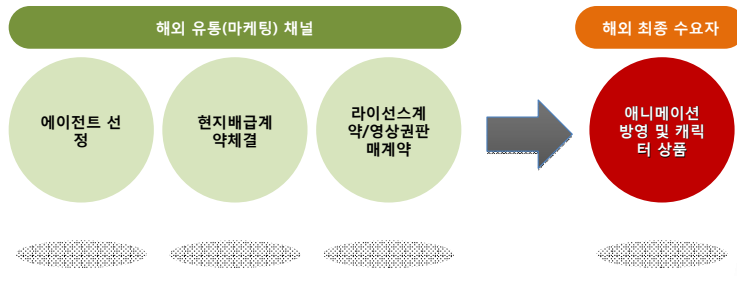 해외 유통(마케팅) 채널
해외 최종 수요자
에이전트 선
정
현지배급계
약체결
라이선스계
약/영상권판
매계약
애니메이션
방영 및 캐릭
터 상품